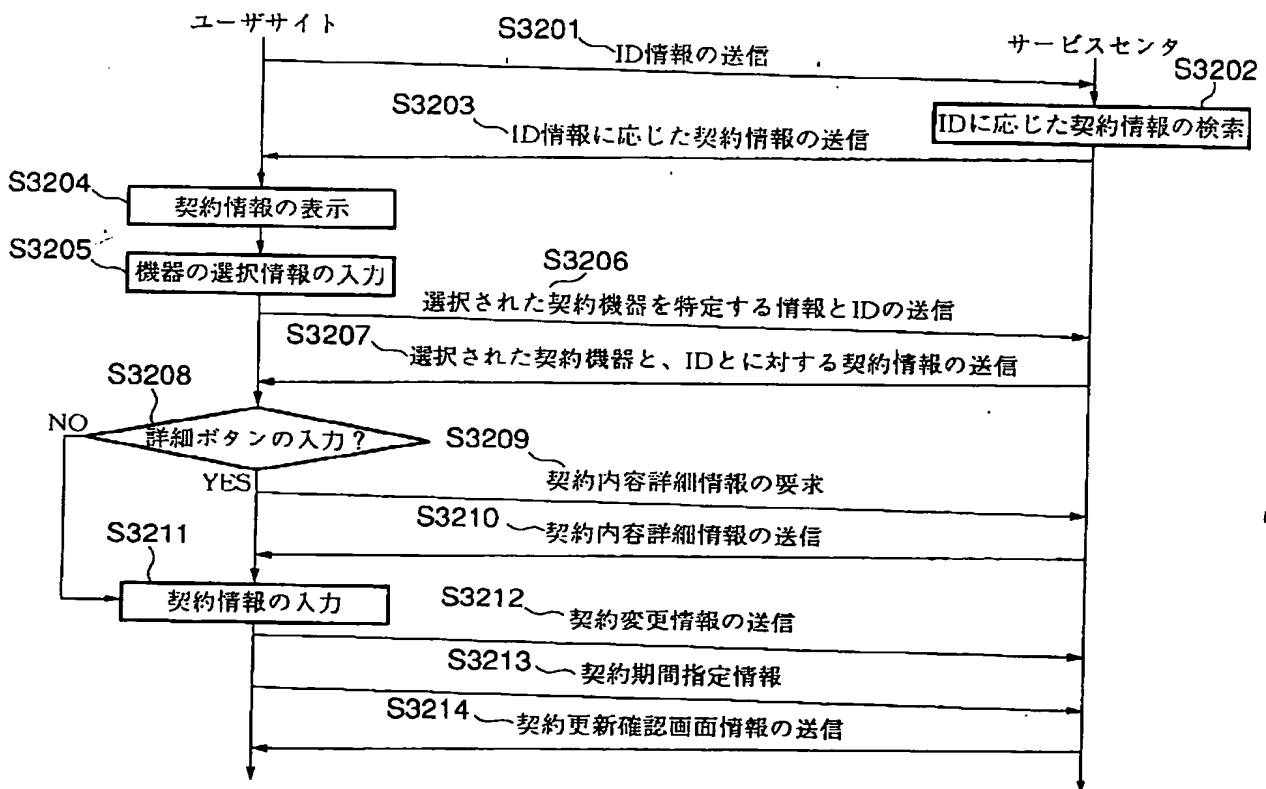 ユーザサイト
サービスセンタ
S3201
ID情報の送信
S3202
IDに応じた契約情報の検索
S3203
ID情報に応じた契約情報の送信
S3204
契約情報の表示
S3205
機器の選択情報の入力
S3206
選択された契約機器を特定する情報とIDの送信
S3207
選択された契約機器と、IDとに対する契約情報の送信
S3208
詳細ボタンの入力？
NO
YES
S3209
契約内容詳細情報の要求
S3210
契約内容詳細情報の送信
S3211
契約情報の入力
S3212
契約変更情報の送信
S3213
契約期間指定情報
S3214
契約更新確認画面情報の送信